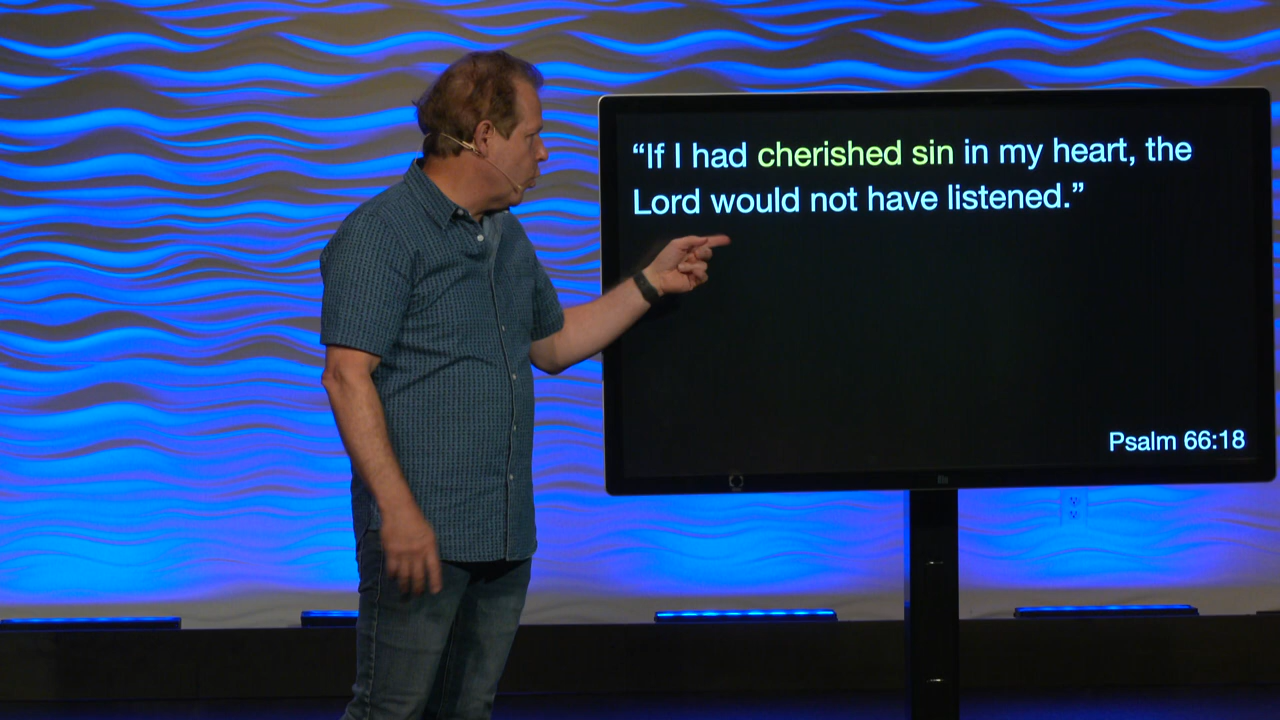 “If I had cherished sin in my heart, the
Lord would not have listened.”
Psalm 66:18